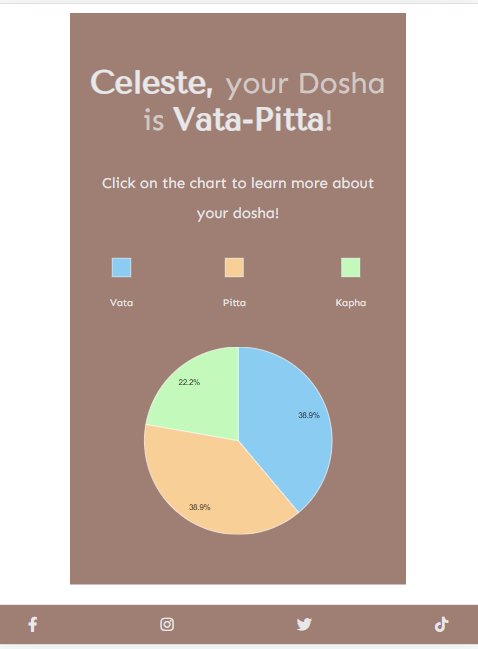 Celeste, your Dosha
is Vata-Pitta!
Click on the chart to learn more about
your dosha!
Vata Pitta Kapha
22.2%
38.9%
38.9%